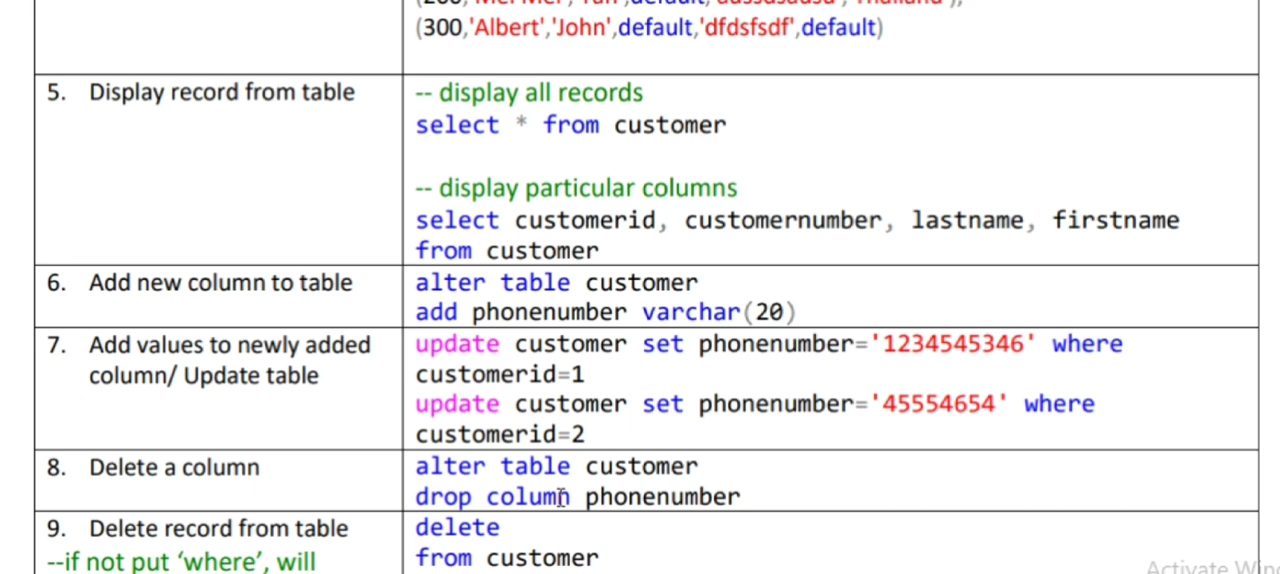 (300,'Albert','John',default,'dfdsfsdf',default)
5. Display record from table
-- display all records
select * from customer
-- display particular columns
select customerid, customernumber, lastname, firstname
from customer
6. Add new column to table
alter table customer
add phonenumber varchar(20)
7. Add values to newly added
column/ Update table
update customer set phonenumber='1234545346' where
customerid=1
update customer set phonenumber='45554654' where
customerid=2
8. Delete a column
alter table customer
drop column phonenumber
9. Delete record from table
--if not put ‘where’, will
delete
from customer
Activate Win